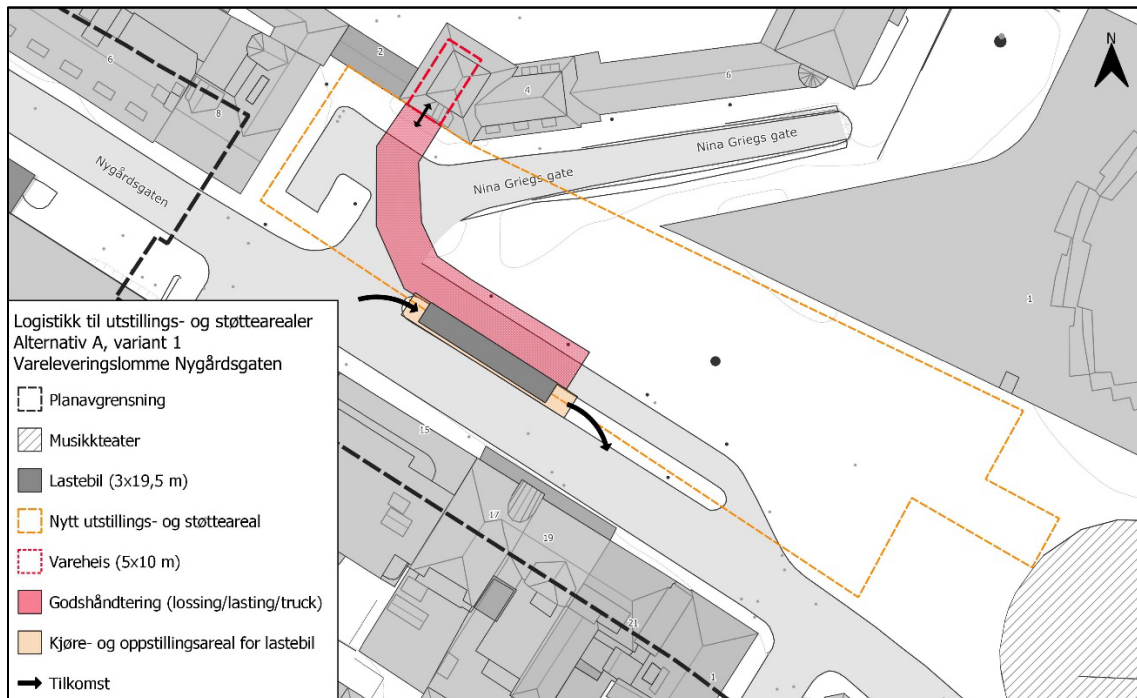 2
6
4
6
8
N
Nina Griegs gate
Nina Griegs gate
Nygårdsgaten
1
15
17
19
21
1
Logistikk til utstillings- og støttearealer
Alternativ A, variant 1
Vareleveringslomme Nygårdsgaten
Planavgrensning
Musikkteater
Lastebil (3x19,5 m)
Nytt utstillings- og støtteareal
Vareheis (5x10 m)
Godshåndtering (lossing/lasting/truck)
Kjøre- og oppstillingsareal for lastebil
Tilkomst